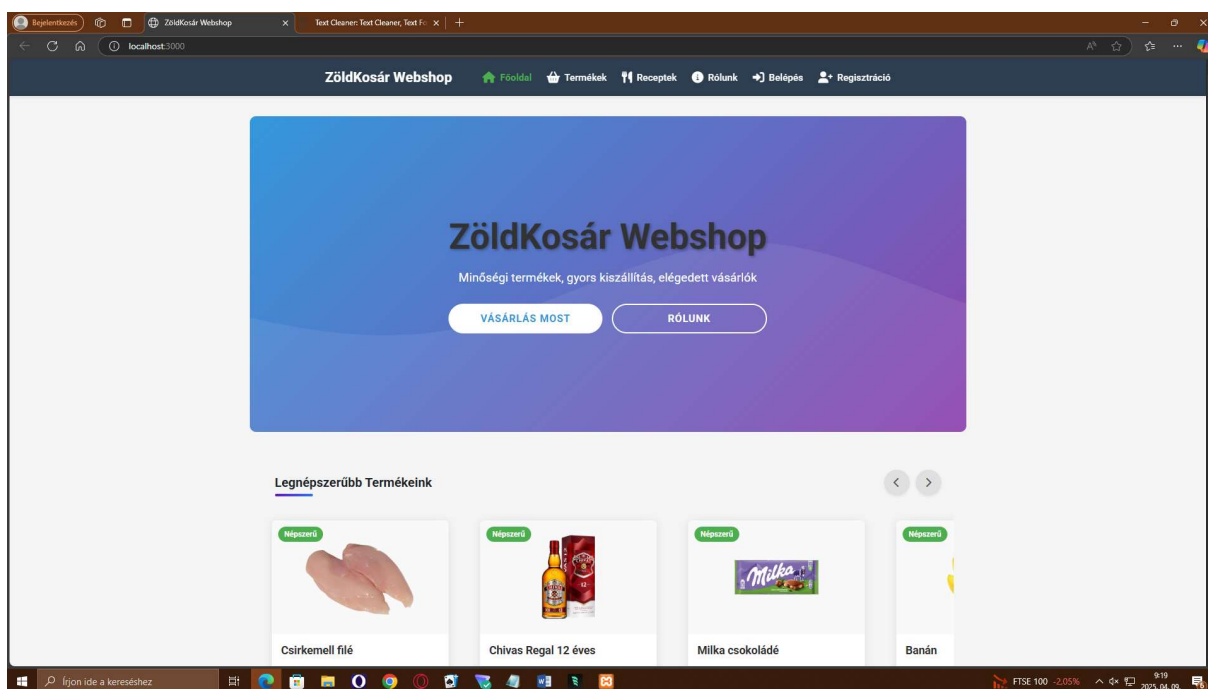 Bejelentkezés ZöldKosár Webshop Text Cleaner: Text Cleaner, Text Fo
localhost:3000
ZöldKosár Webshop Főoldal Termékek Receptek Rólunk Belépés Regisztráció
ZöldKosár Webshop
Minőségi termékek, gyors kiszállítás, elégedett vásárlók
VÁSÁRLÁS MOST RÓLUNK
Legnépszerűbb Termékeink
Népszerű Népszerű Népszerű Népszerű
CHIVAS
12
Milka
Csirkemell filé Chivas Regal 12 éves Milka csokoládé Banán
Írjon ide a kereséshez FTSE 100 -2,05% 9:19
2025. 04. 09.